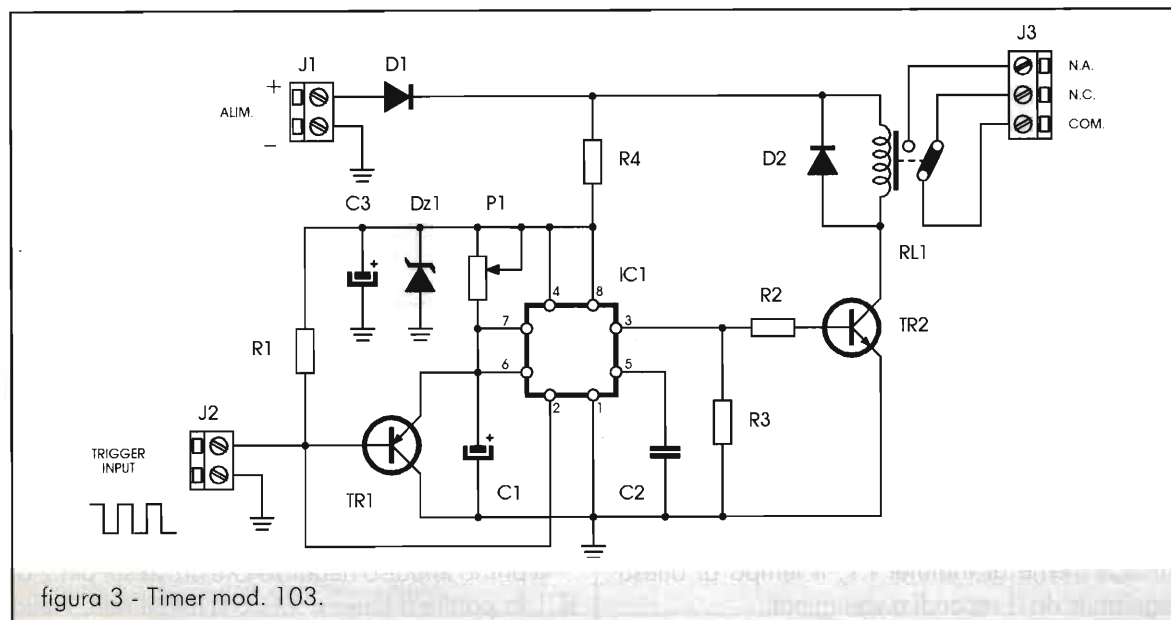 J1
D1
J3
+
ALIM.
−
N.A.
N.C.
COM.
R4
D2
C3
Dz1
P1
+
IC1
RL1
4
8
7
3
R2
TR2
R1
6
5
2
1
R3
J2
+
TRIGGER
INPUT
TR1
C1
C2
figura 3 - Timer mod. 103.